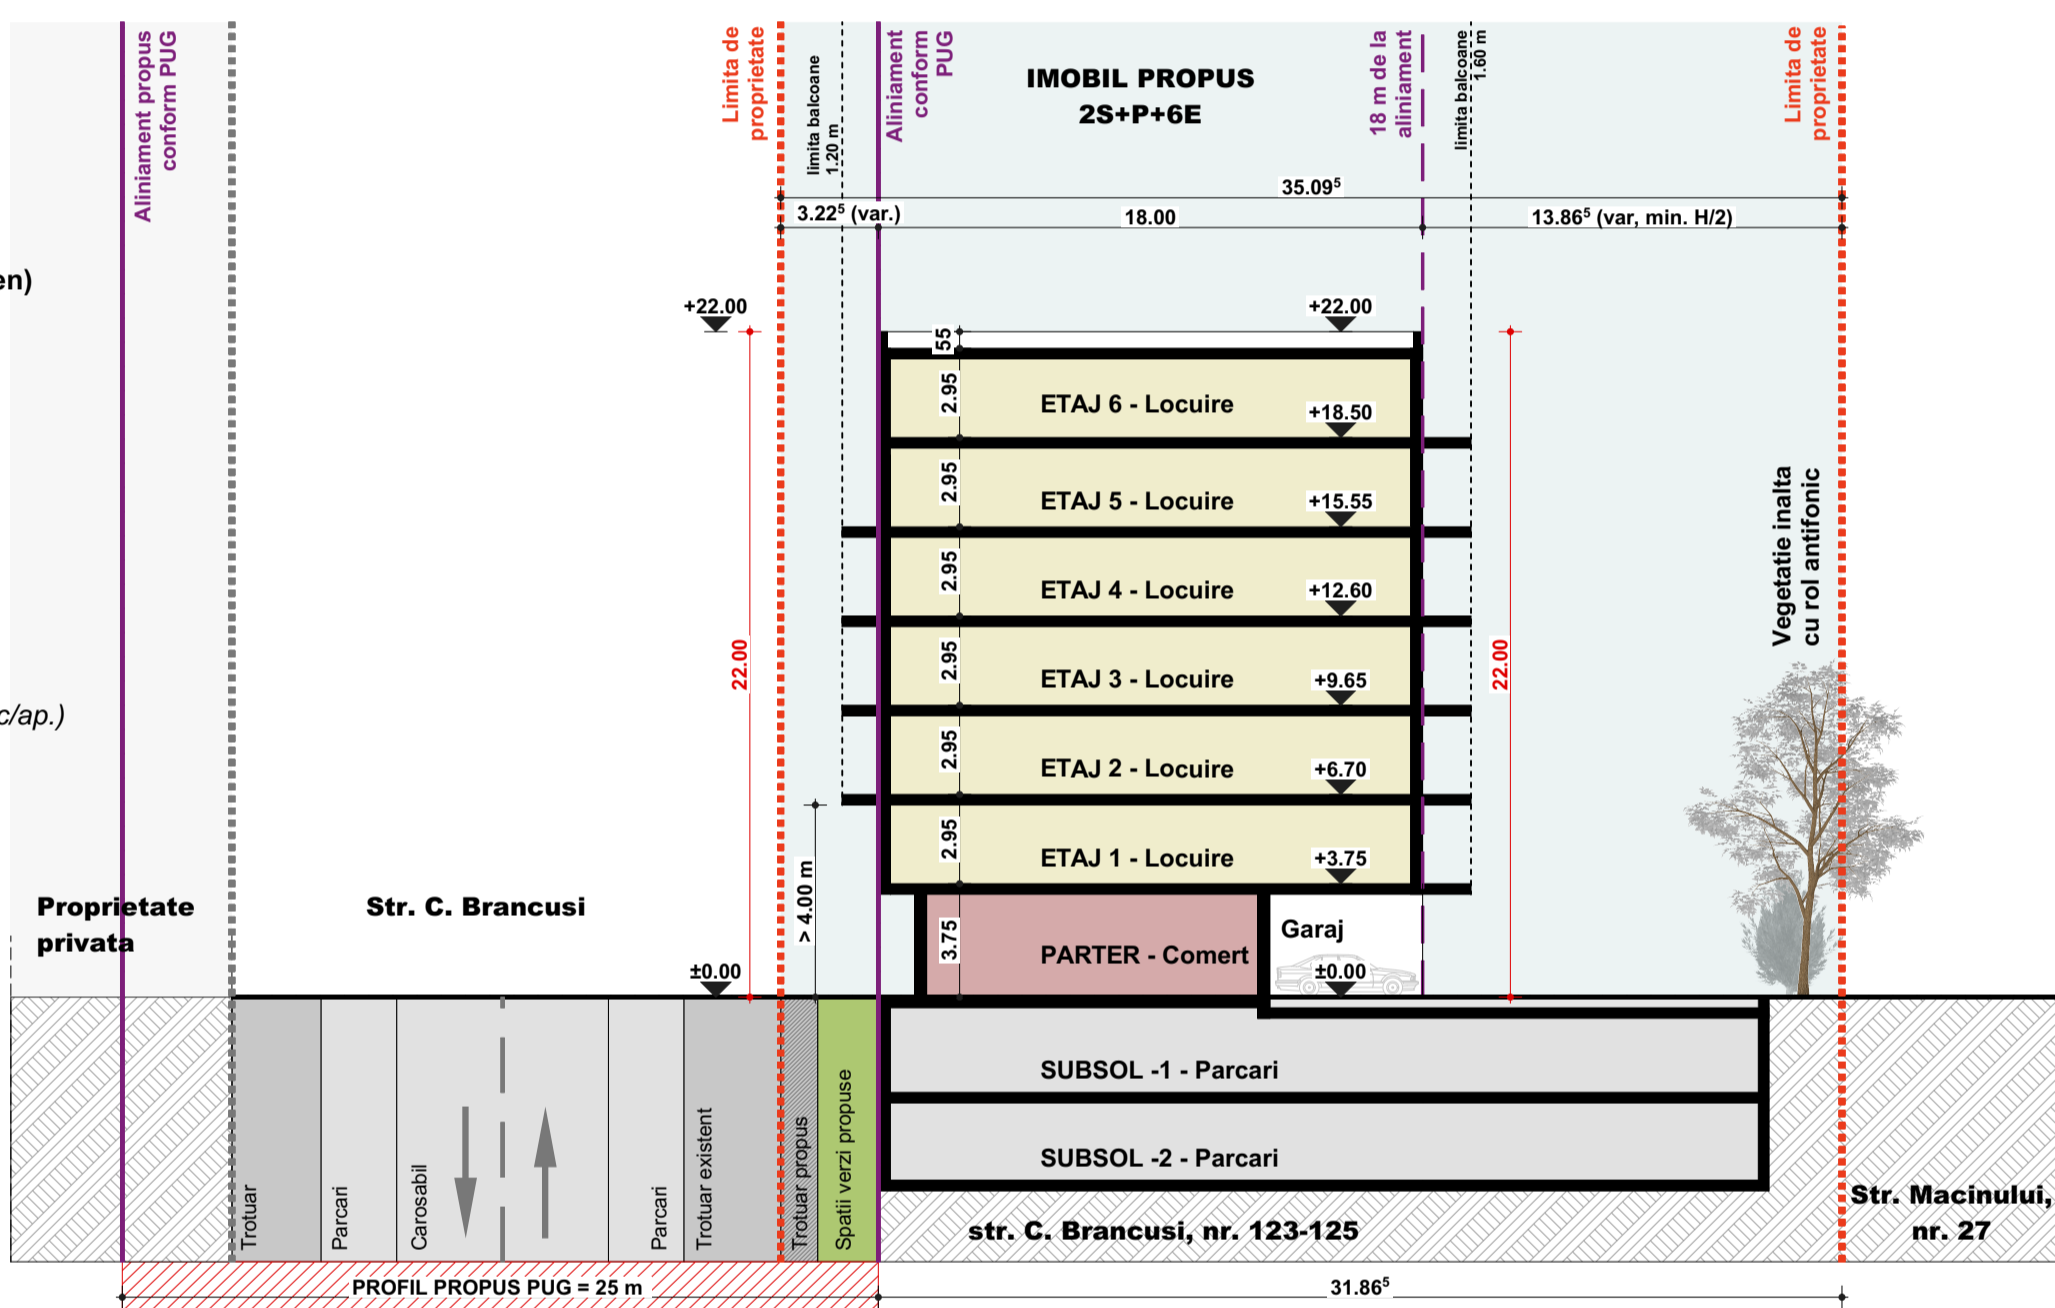 Aliniament propus
conform PUG
Limita de
proprietate
limita balcoane
1.20 m
Aliniament
conform
PUG
IMOBIL PROPUS
2S+P+6E
18 m de la
aliniament
limita balcoane
1.60 m
Limita de
proprietate
35.09⁵
3.22⁵ (var.)
18.00
13.86⁵ (var, min. H/2)
en)
+22.00
+22.00
55
2.95
ETAJ 6 - Locuire
+18.50
2.95
ETAJ 5 - Locuire
+15.55
2.95
ETAJ 4 - Locuire
+12.60
2.95
ETAJ 3 - Locuire
+9.65
2.95
ETAJ 2 - Locuire
+6.70
2.95
ETAJ 1 - Locuire
+3.75
22.00
22.00
Vegetatie inalta
cu rol antifonic
c/ap.)
> 4.00 m
Proprietate
privata
Str. C. Brancusi
3.75
PARTER - Comert
Garaj
±0.00
±0.00
SUBSOL -1 - Parcari
SUBSOL -2 - Parcari
Trotuar
Parcari
Carosabil
Parcari
Trotuar existent
Trotuar propus
Spatii verzi propuse
str. C. Brancusi, nr. 123-125
Str. Macinului,
nr. 27
PROFIL PROPUS PUG = 25 m
31.86⁵